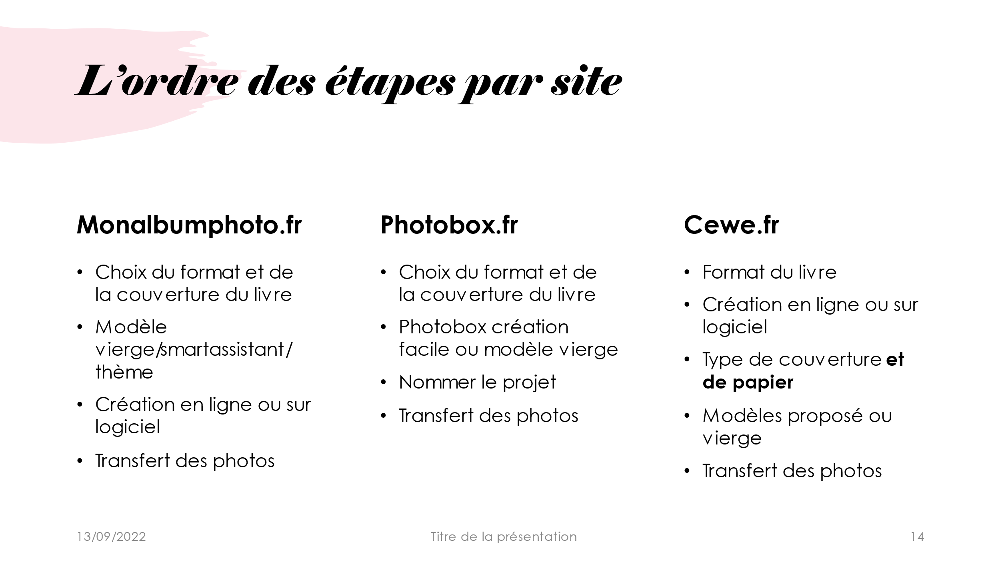 L’ordre des étapes par site
Monalbumphoto.fr
• Choix du format et de
la couverture du livre
• Modèle
vierge/smartassistant/
thème
• Création en ligne ou sur
logiciel
• Transfert des photos
Photobox.fr
• Choix du format et de
la couverture du livre
• Photobox création
facile ou modèle vierge
• Nommer le projet
• Transfert des photos
Cewe.fr
• Format du livre
• Création en ligne ou sur
logiciel
• Type de couverture et
de papier
• Modèles proposé ou
vierge
• Transfert des photos
13/09/2022
Titre de la présentation
14